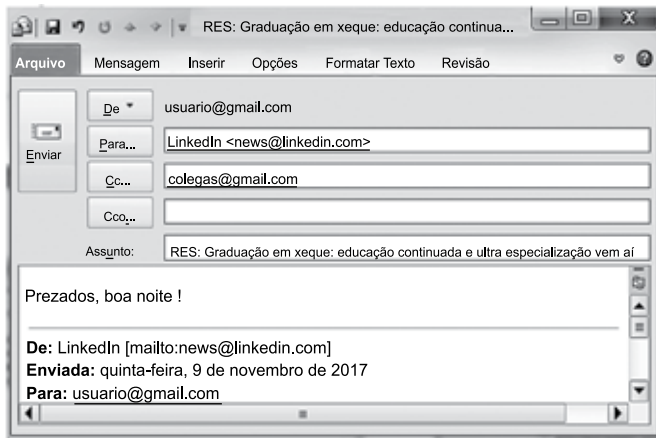 RES: Graduação em xeque: educação continua...
Arquivo Mensagem Inserir Opções Formatar Texto Revisão
De usuario@gmail.com
Enviar
Para... LinkedIn <news@linkedin.com>
Cc... colegas@gmail.com
Cco...
Assunto: RES: Graduação em xeque: educação continuada e ultra especialização vem aí
Prezados, boa noite !
De: LinkedIn [mailto:news@linkedin.com]
Enviada: quinta-feira, 9 de novembro de 2017
Para: usuario@gmail.com